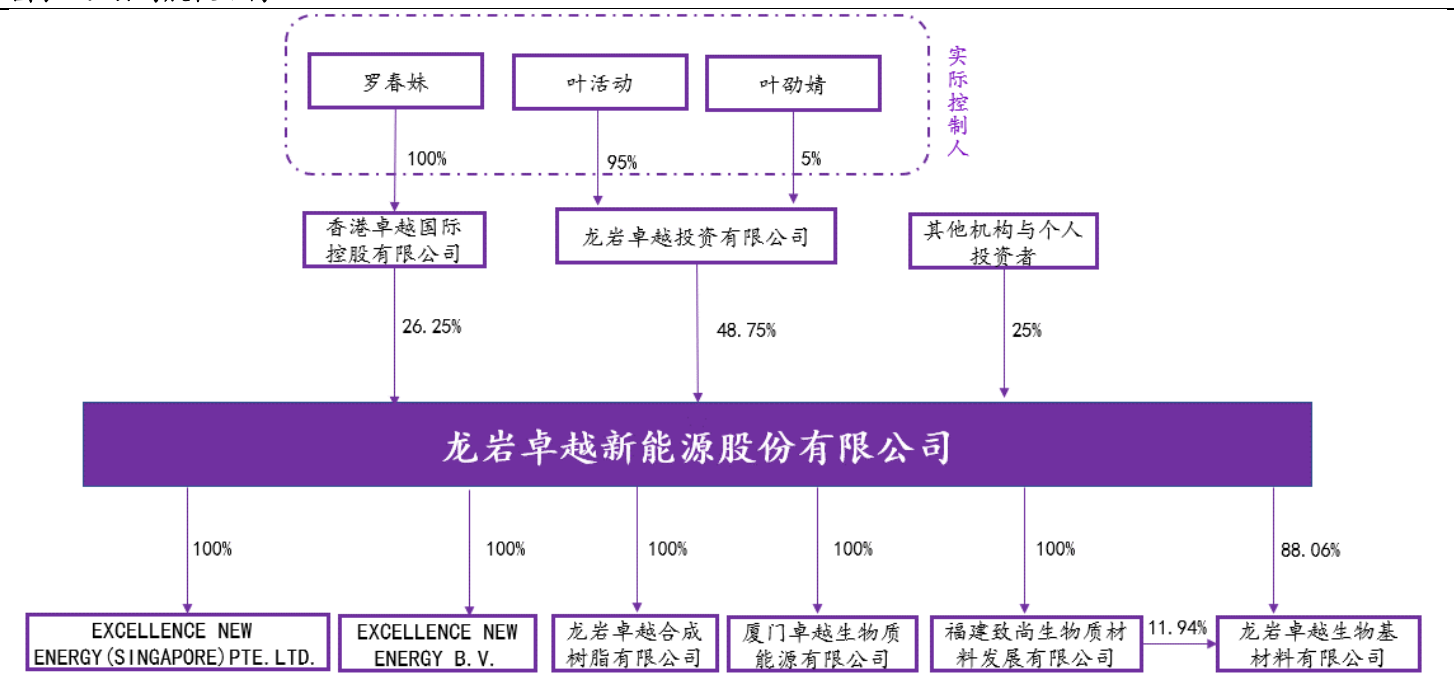 罗春妹
叶活动
叶劭婧
实际控制人
100%
95%
5%
香港卓越国际
控股有限公司
龙岩卓越投资有限公司
其他机构与个人
投资者
26.25%
48.75%
25%
龙岩卓越新能源股份有限公司
100%
100%
100%
100%
100%
88.06%
EXCELLENCE NEW
ENERGY(SINGAPORE)PTE.LTD.
EXCELLENCE NEW
ENERGY B.V.
龙岩卓越合成
树脂有限公司
厦门卓越生物质
能源有限公司
福建致尚生物质材
料发展有限公司
11.94%
龙岩卓越生物基
材料有限公司